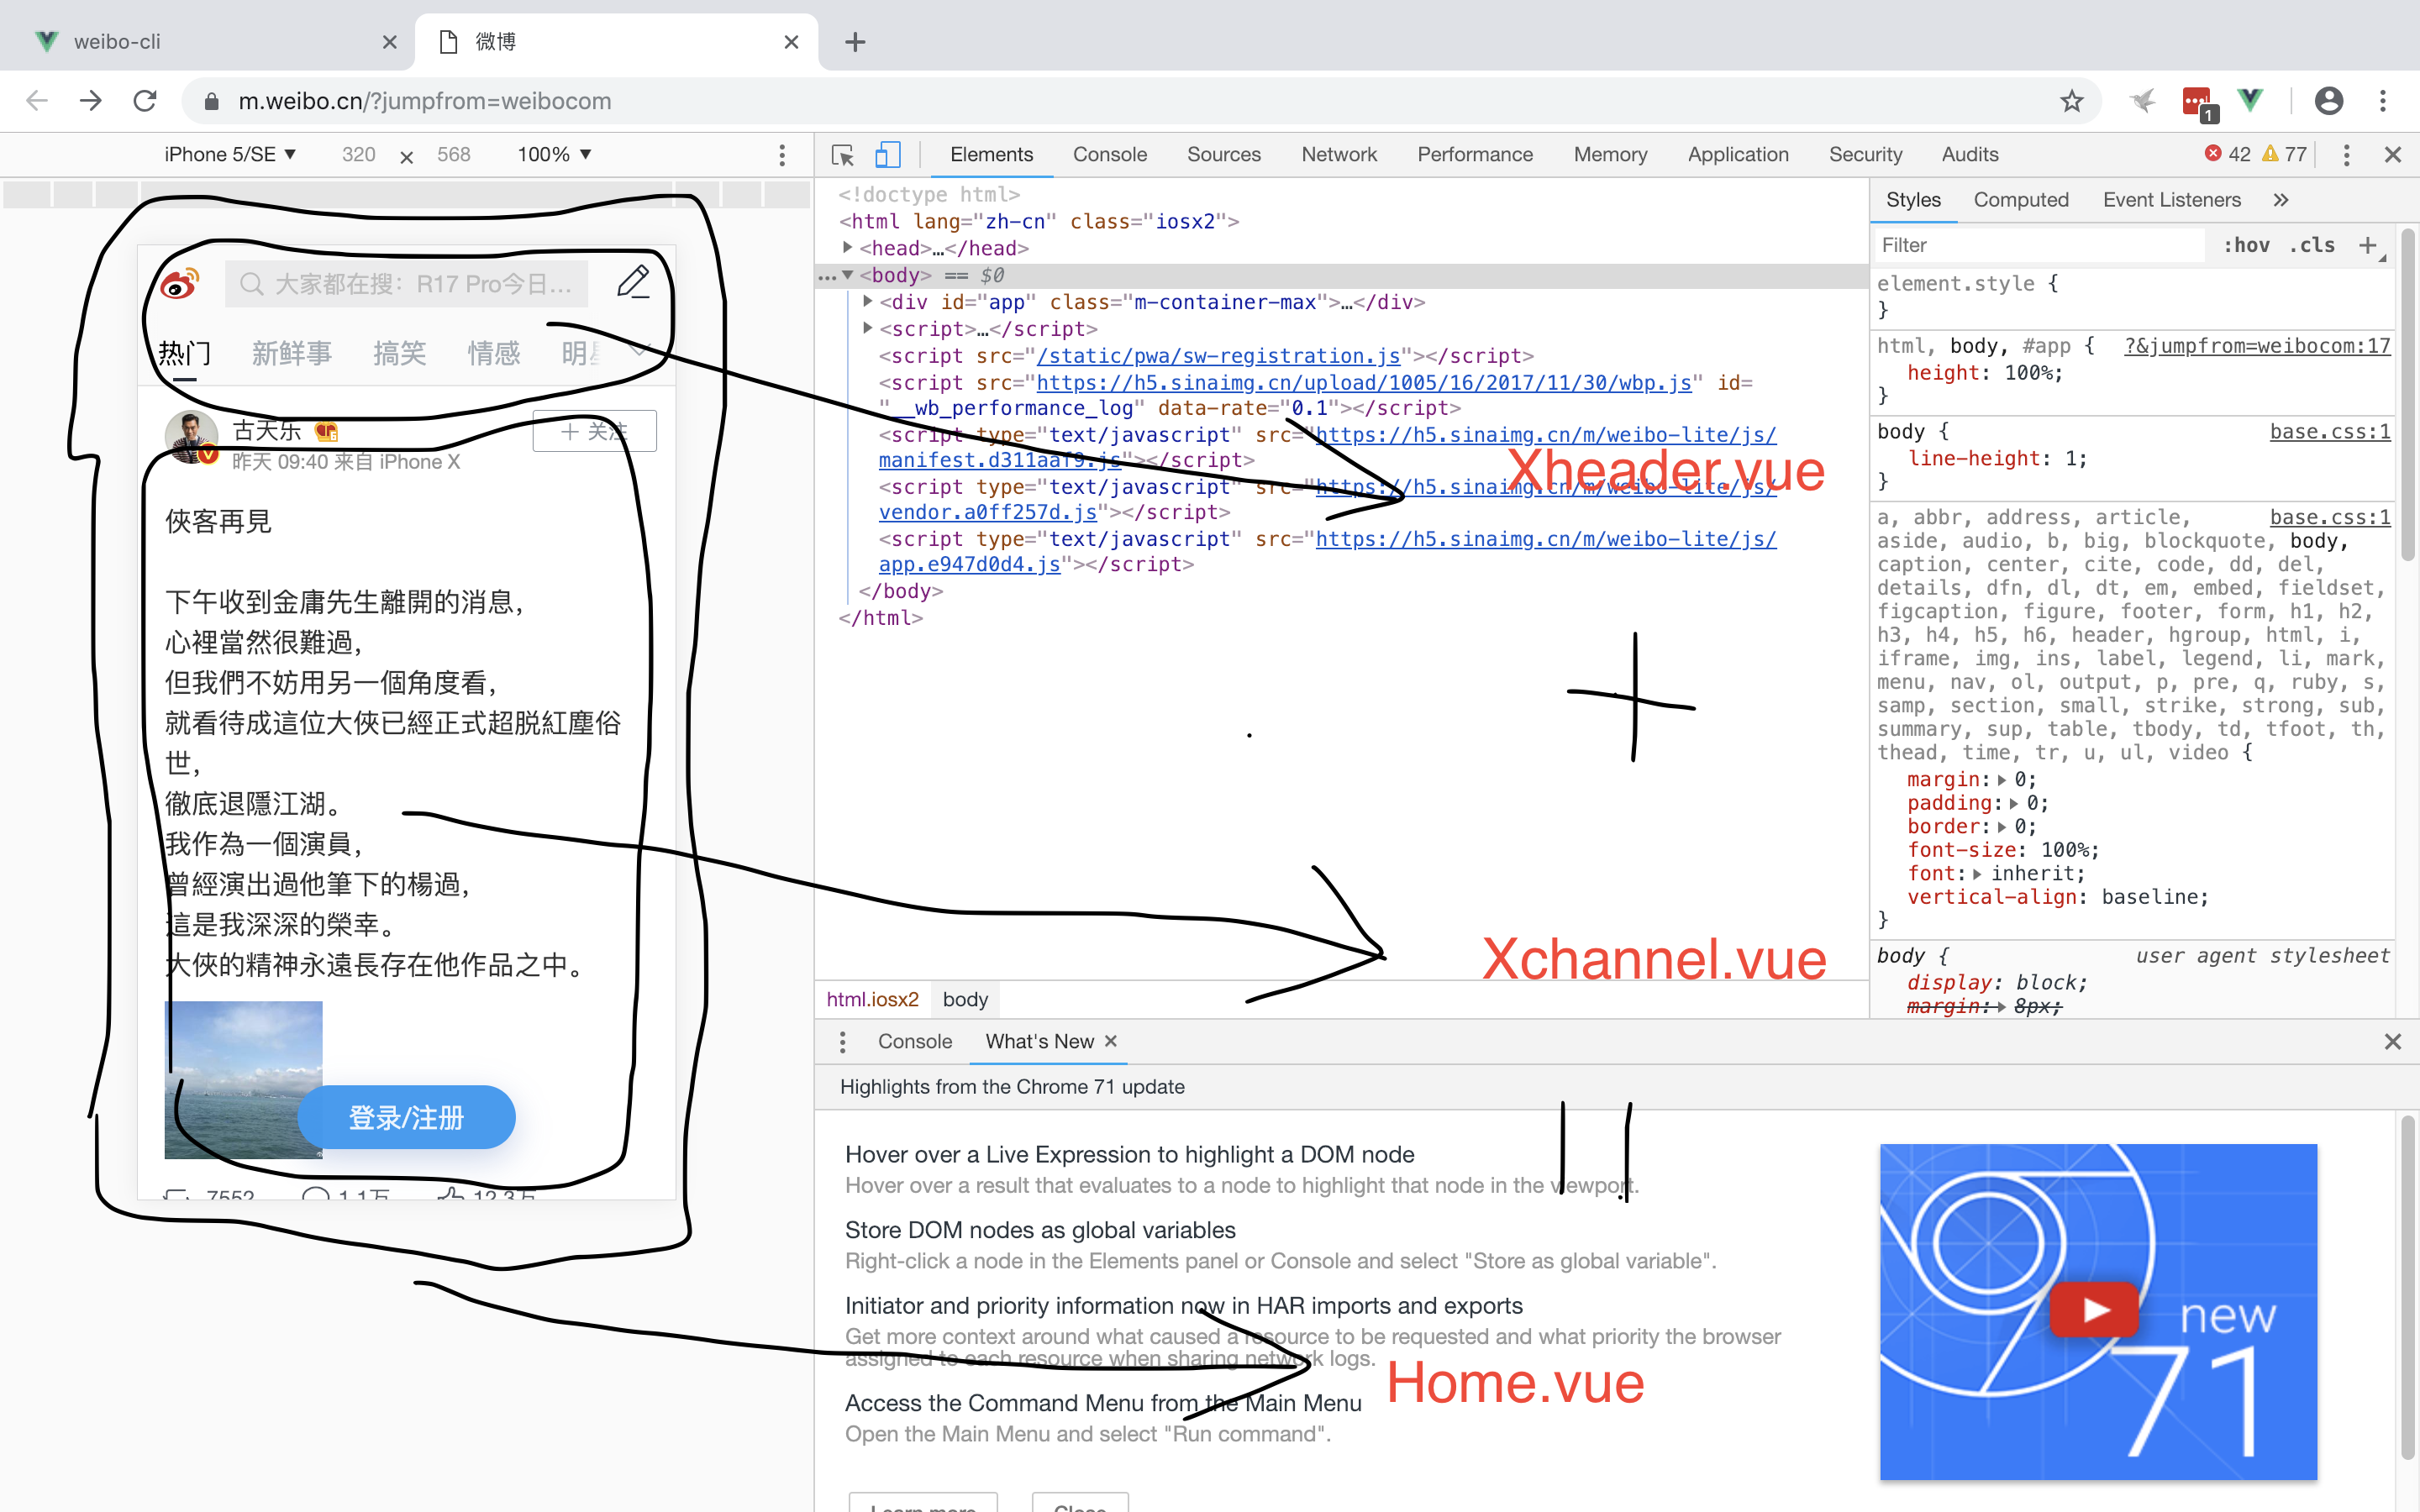 weibo-cli
微博
m.weibo.cn/?jumpfrom=weibocom
1
iPhone 5/SE ▼ 320 × 568 100% ▼
大家都在搜：R17 Pro今日...
热门 新鲜事 搞笑 情感 明星
古天乐
昨天 09:40 来自 iPhone X
+ 关注
俠客再見
下午收到金庸先生離開的消息，
心裡當然很難過，
但我們不妨用另一個角度看，
就看待成這位大俠已經正式超脱紅塵俗
世，
徹底退隱江湖。
我作為一個演員，
曾經演出過他筆下的楊過，
這是我深深的榮幸。
大俠的精神永遠長存在他作品之中。
登录/注册
7552 1.1万 12.3万
Elements Console Sources Network Performance Memory Application Security Audits 42 77
<!doctype html>
<html lang="zh-cn" class="iosx2">
<head>…</head>
<body> == $0
<div id="app" class="m-container-max">…</div>
<script>…</script>
<script src="/static/pwa/sw-registration.js"></script>
<script src="https://h5.sinaimg.cn/upload/1005/16/2017/11/30/wbp.js" id=
"__wb_performance_log" data-rate="0.1"></script>
<script type="text/javascript" src="https://h5.sinaimg.cn/m/weibo-lite/js/
manifest.d311aaf9.js"></script>
<script type="text/javascript" src="https://h5.sinaimg.cn/m/weibo-lite/js/
vendor.a0ff257d.js"></script>
<script type="text/javascript" src="https://h5.sinaimg.cn/m/weibo-lite/js/
app.e947d0d4.js"></script>
</body>
</html>
Xheader.vue
+
Xchannel.vue
html.iosx2 body
Styles Computed Event Listeners »
Filter :hov .cls +
element.style {
}
html, body, #app { ?&jumpfrom=weibocom:17
height: 100%;
}
body { base.css:1
line-height: 1;
}
a, abbr, address, article, base.css:1
aside, audio, b, big, blockquote, body,
caption, center, cite, code, dd, del,
details, dfn, dl, dt, em, embed, fieldset,
figcaption, figure, footer, form, h1, h2,
h3, h4, h5, h6, header, hgroup, html, i,
iframe, img, ins, label, legend, li, mark,
menu, nav, ol, output, p, pre, q, ruby, s,
samp, section, small, strike, strong, sub,
summary, sup, table, tbody, td, tfoot, th,
thead, time, tr, u, ul, video {
margin: 0;
padding: 0;
border: 0;
font-size: 100%;
font: inherit;
vertical-align: baseline;
}
body { user agent stylesheet
display: block;
margin: 8px;
Console What's New ×
Highlights from the Chrome 71 update
Hover over a Live Expression to highlight a DOM node
Hover over a result that evaluates to a node to highlight that node in the viewport.
Store DOM nodes as global variables
Right-click a node in the Elements panel or Console and select "Store as global variable".
Initiator and priority information now in HAR imports and exports
Get more context around what caused a resource to be requested and what priority the browser
assigned to each resource when sharing network logs.
Home.vue
Access the Command Menu from the Main Menu
Open the Main Menu and select "Run command".
Learn more Close
new
71